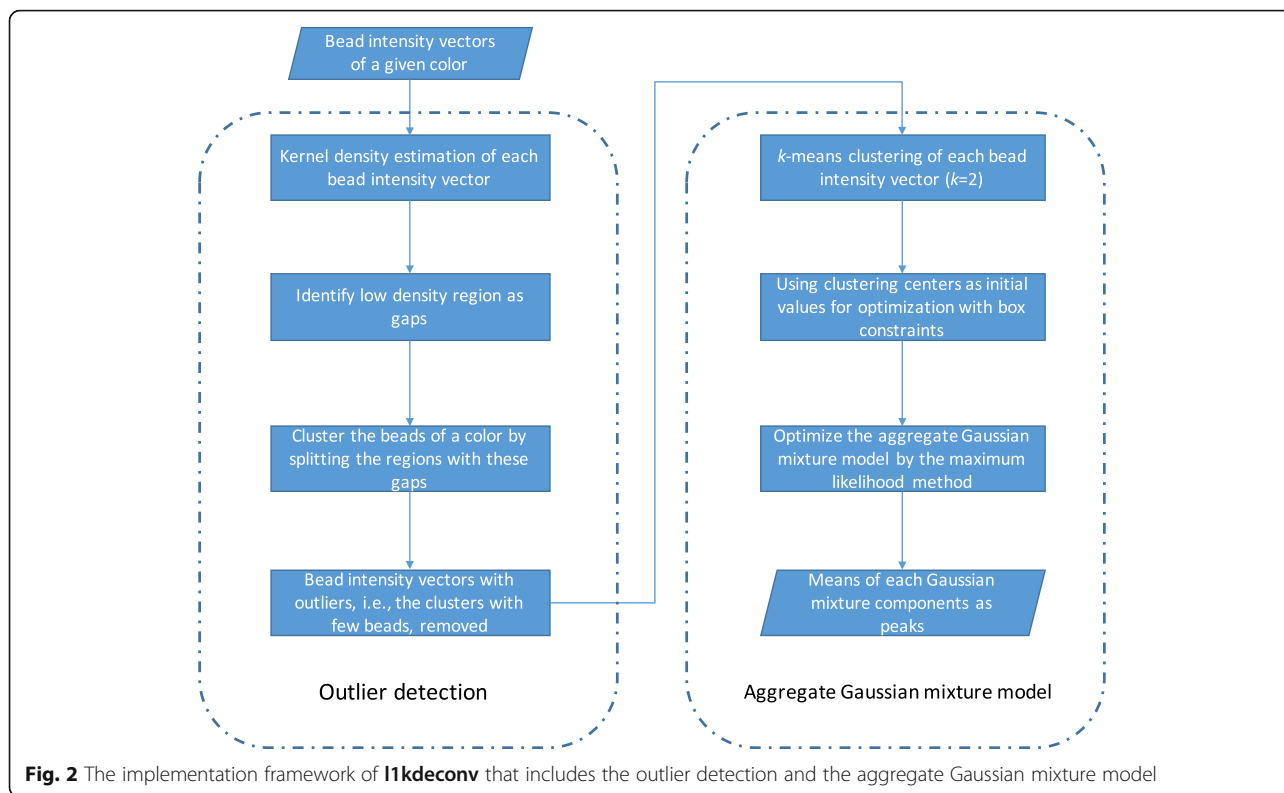 Bead intensity vectors
of a given color
Kernel density estimation of each
bead intensity vector
Identify low density region as
gaps
Cluster the beads of a color by
splitting the regions with these
gaps
Bead intensity vectors with
outliers, i.e., the clusters with
few beads, removed
Outlier detection
k-means clustering of each bead
intensity vector (k=2)
Using clustering centers as initial
values for optimization with box
constraints
Optimize the aggregate Gaussian
mixture model by the maximum
likelihood method
Means of each Gaussian
mixture components as
peaks
Aggregate Gaussian mixture model
Fig. 2 The implementation framework of l1kdeconv that includes the outlier detection and the aggregate Gaussian mixture model